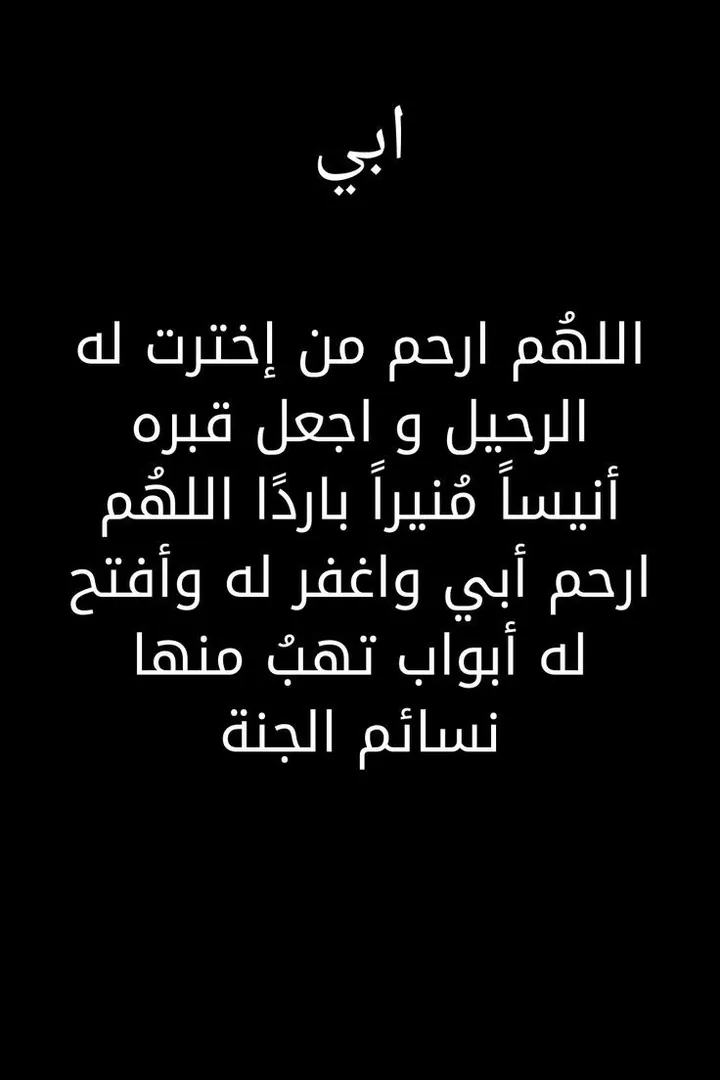 ابي
اللهُم ارحم من إخترت له
الرحيل و اجعل قبره
أنيساً مُنيراً باردًا اللهُم
ارحم أبي واغفر له وأفتح
له أبواب تهبُ منها
نسائم الجنة